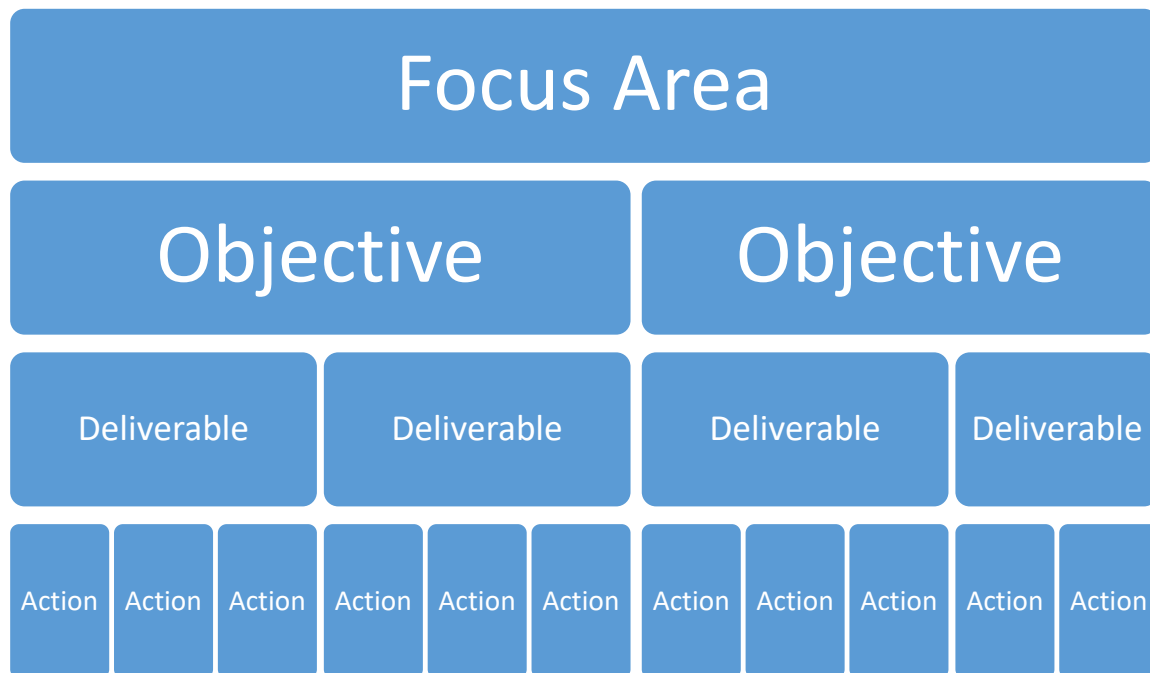 Focus Area
Objective Objective
Deliverable Deliverable Deliverable Deliverable
Action Action Action Action Action Action Action Action Action Action Action